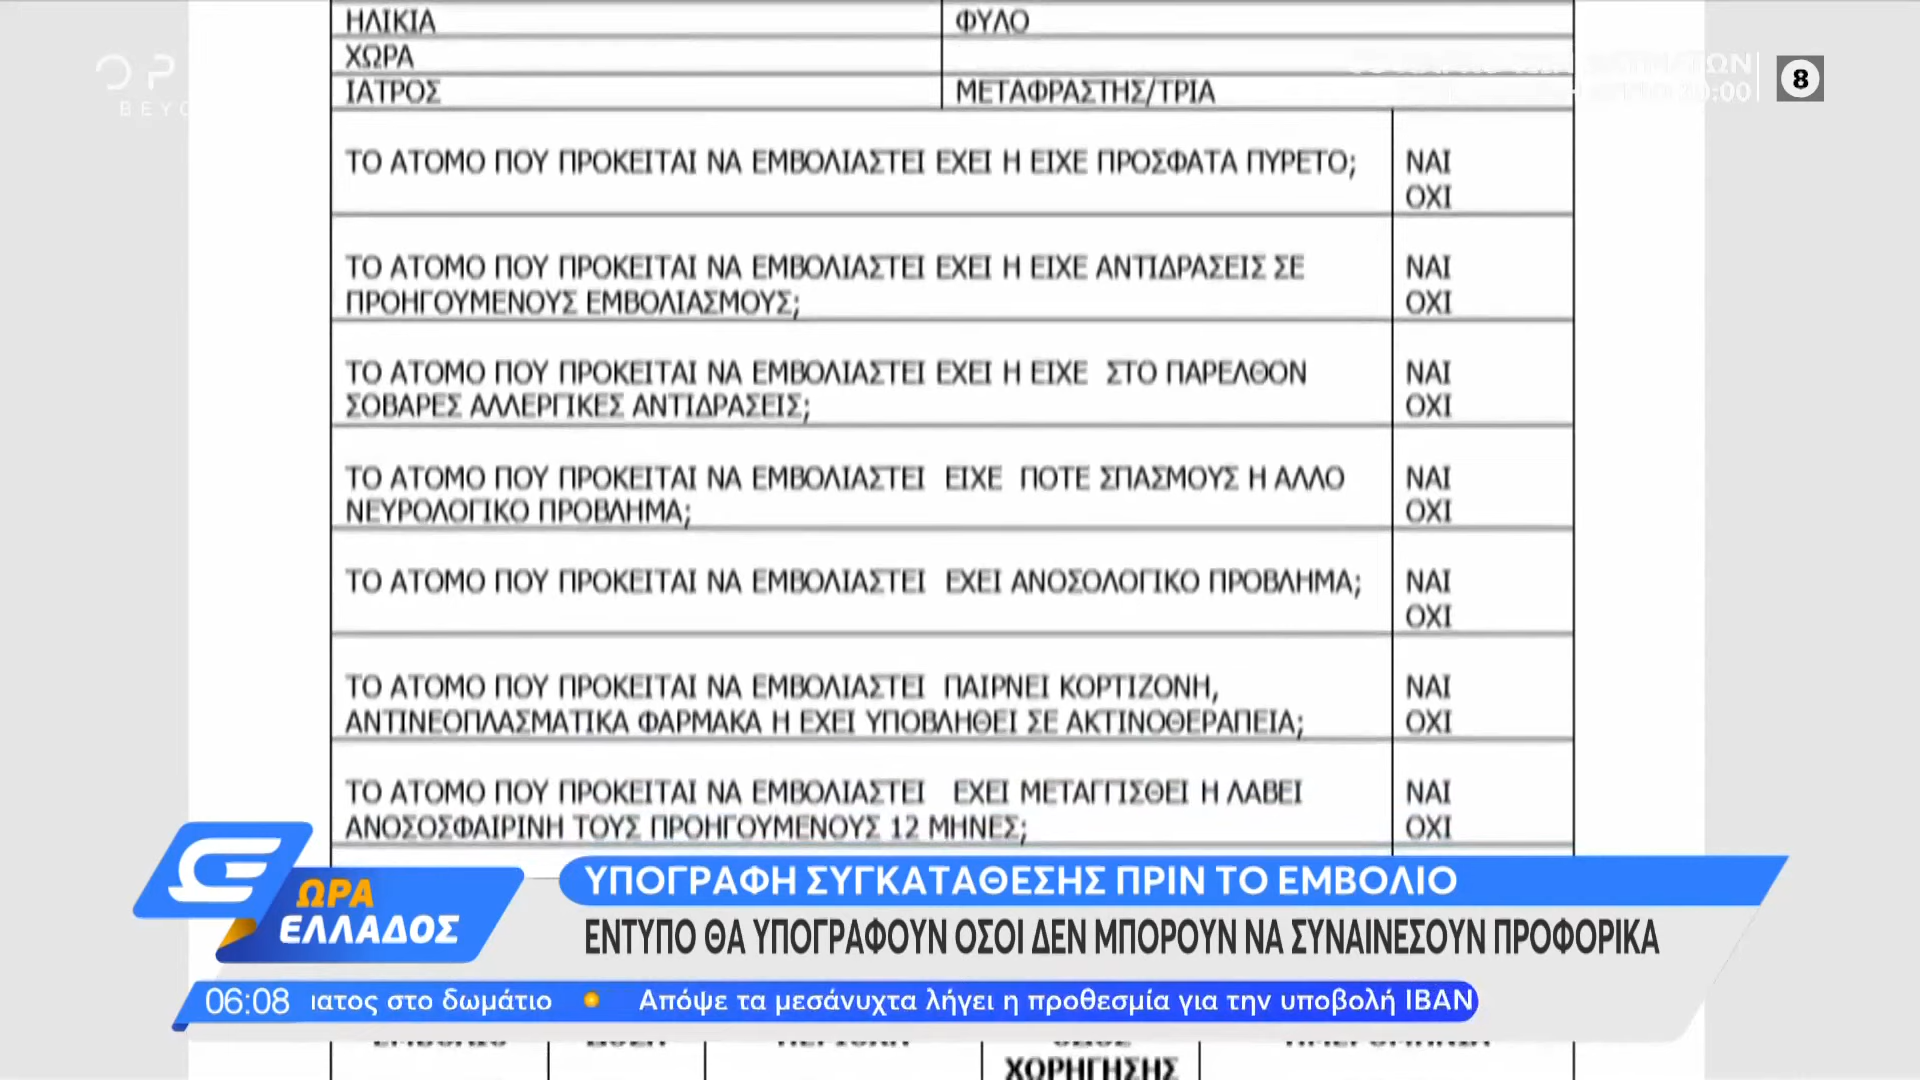 ΗΛΙΚΙΑ
ΦΥΛΟ
ΧΩΡΑ
ΙΑΤΡΟΣ
ΜΕΤΑΦΡΑΣΤΗΣ/ΤΡΙΑ
8
ΤΟ ΑΤΟΜΟ ΠΟΥ ΠΡΟΚΕΙΤΑΙ ΝΑ ΕΜΒΟΛΙΑΣΤΕΙ ΕΧΕΙ Η ΕΙΧΕ ΠΡΟΣΦΑΤΑ ΠΥΡΕΤΟ;
ΝΑΙ
ΟΧΙ
ΤΟ ΑΤΟΜΟ ΠΟΥ ΠΡΟΚΕΙΤΑΙ ΝΑ ΕΜΒΟΛΙΑΣΤΕΙ ΕΧΕΙ Η ΕΙΧΕ ΑΝΤΙΔΡΑΣΕΙΣ ΣΕ
ΠΡΟΗΓΟΥΜΕΝΟΥΣ ΕΜΒΟΛΙΑΣΜΟΥΣ;
ΝΑΙ
ΟΧΙ
ΤΟ ΑΤΟΜΟ ΠΟΥ ΠΡΟΚΕΙΤΑΙ ΝΑ ΕΜΒΟΛΙΑΣΤΕΙ ΕΧΕΙ Η ΕΙΧΕ ΣΤΟ ΠΑΡΕΛΘΟΝ
ΣΟΒΑΡΕΣ ΑΛΛΕΡΓΙΚΕΣ ΑΝΤΙΔΡΑΣΕΙΣ;
ΝΑΙ
ΟΧΙ
ΤΟ ΑΤΟΜΟ ΠΟΥ ΠΡΟΚΕΙΤΑΙ ΝΑ ΕΜΒΟΛΙΑΣΤΕΙ ΕΙΧΕ ΠΟΤΕ ΣΠΑΣΜΟΥΣ Η ΑΛΛΟ
ΝΕΥΡΟΛΟΓΙΚΟ ΠΡΟΒΛΗΜΑ;
ΝΑΙ
ΟΧΙ
ΤΟ ΑΤΟΜΟ ΠΟΥ ΠΡΟΚΕΙΤΑΙ ΝΑ ΕΜΒΟΛΙΑΣΤΕΙ ΕΧΕΙ ΑΝΟΣΟΛΟΓΙΚΟ ΠΡΟΒΛΗΜΑ;
ΝΑΙ
ΟΧΙ
ΤΟ ΑΤΟΜΟ ΠΟΥ ΠΡΟΚΕΙΤΑΙ ΝΑ ΕΜΒΟΛΙΑΣΤΕΙ ΠΑΙΡΝΕΙ ΚΟΡΤΙΖΟΝΗ,
ΑΝΤΙΝΕΟΠΛΑΣΜΑΤΙΚΑ ΦΑΡΜΑΚΑ Η ΕΧΕΙ ΥΠΟΒΛΗΘΕΙ ΣΕ ΑΚΤΙΝΟΘΕΡΑΠΕΙΑ;
ΝΑΙ
ΟΧΙ
ΤΟ ΑΤΟΜΟ ΠΟΥ ΠΡΟΚΕΙΤΑΙ ΝΑ ΕΜΒΟΛΙΑΣΤΕΙ ΕΧΕΙ ΜΕΤΑΓΓΙΣΘΕΙ Η ΛΑΒΕΙ
ΑΝΟΣΟΣΦΑΙΡΙΝΗ ΤΟΥΣ ΠΡΟΗΓΟΥΜΕΝΟΥΣ 12 ΜΗΝΕΣ;
ΝΑΙ
ΟΧΙ
ΩΡΑ
ΕΛΛΑΔΟΣ
ΥΠΟΓΡΑΦΗ ΣΥΓΚΑΤΑΘΕΣΗΣ ΠΡΙΝ ΤΟ ΕΜΒΟΛΙΟ
ΕΝΤΥΠΟ ΘΑ ΥΠΟΓΡΑΦΟΥΝ ΟΣΟΙ ΔΕΝ ΜΠΟΡΟΥΝ ΝΑ ΣΥΝΑΙΝΕΣΟΥΝ ΠΡΟΦΟΡΙΚΑ
06:08 ιατος στο δωμάτιο Απόψε τα μεσάνυχτα λήγει η προθεσμία για την υποβολή IBAN
ΧΟΡΗΓΗΣΗΣ